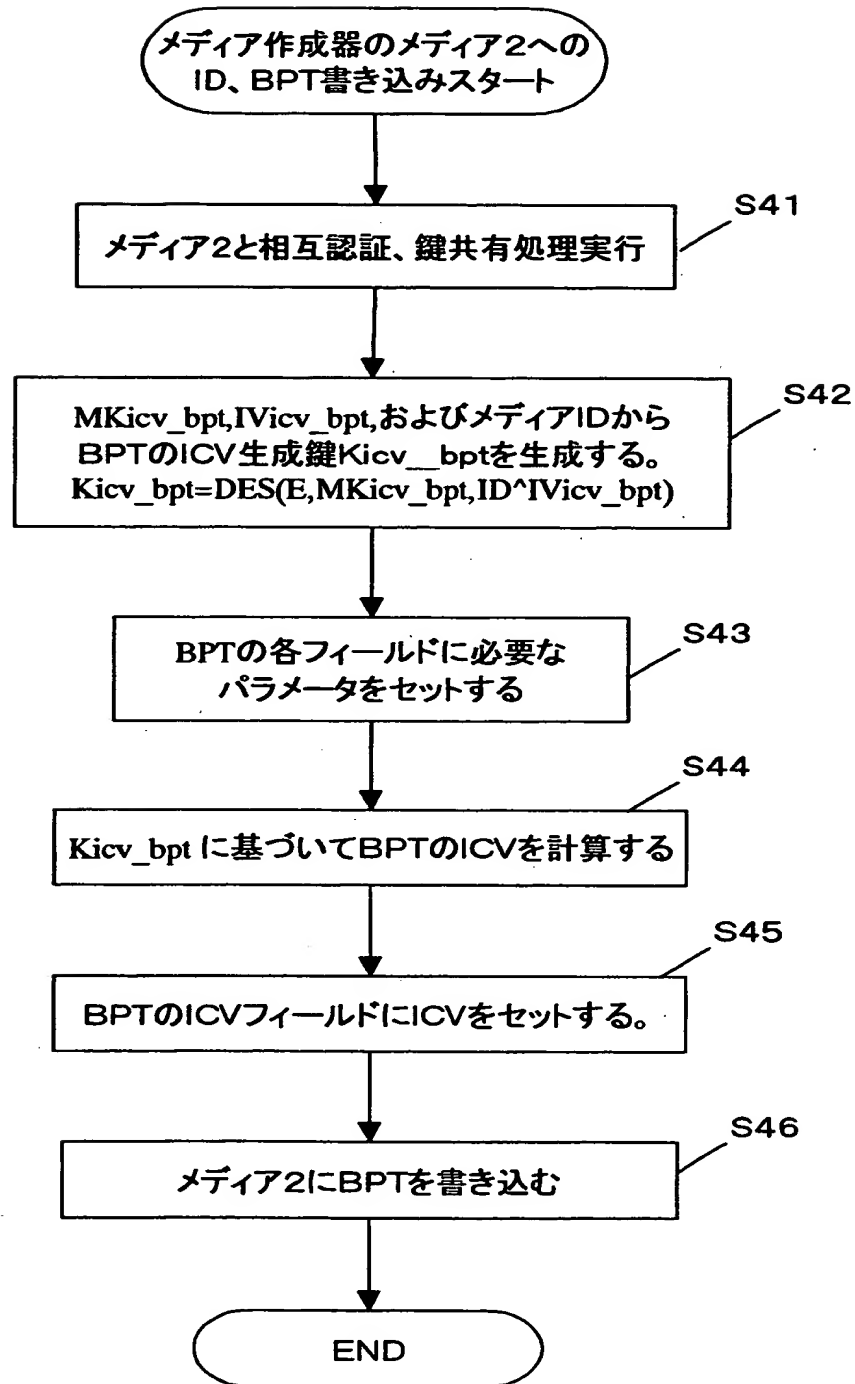 メディア作成器のメディア2への
ID、BPT書き込みスタート
S41
メディア2と相互認証、鍵共有処理実行
S42
MKicv_bpt,IVicv_bpt,およびメディアIDから
BPTのICV生成鍵Kicv__bptを生成する。
Kicv_bpt=DES(E,MKicv_bpt,ID^IVicv_bpt)
S43
BPTの各フィールドに必要な
パラメータをセットする
S44
Kicv_bpt に基づいてBPTのICVを計算する
S45
BPTのICVフィールドにICVをセットする。
S46
メディア2にBPTを書き込む
END